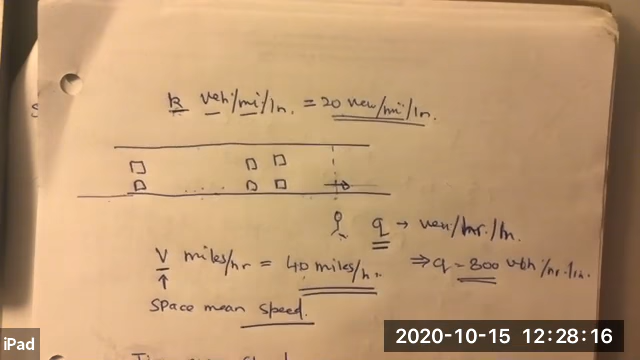 k veh/mi/ln. = 20 veh/mi/ln.
q → veh/hr/ln.
V miles/hr = 40 miles/hr. ⇒ q = 800 veh/hr.ln.
↑
Space mean speed.
iPad
2020-10-15 12:28:16